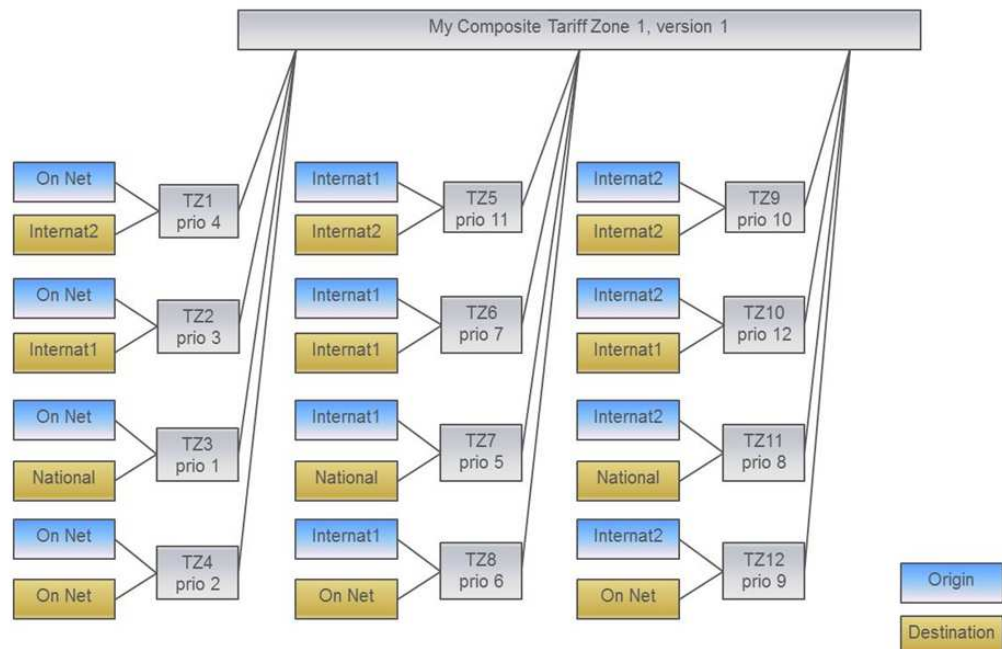 My Composite Tariff Zone 1, version 1
On Net
Internat2
TZ1
prio 4
On Net
Internat1
TZ2
prio 3
On Net
National
TZ3
prio 1
On Net
On Net
TZ4
prio 2
Internat1
Internat2
TZ5
prio 11
Internat1
Internat1
TZ6
prio 7
Internat1
National
TZ7
prio 5
Internat1
On Net
TZ8
prio 6
Internat2
Internat2
TZ9
prio 10
Internat2
Internat1
TZ10
prio 12
Internat2
National
TZ11
prio 8
Internat2
On Net
TZ12
prio 9
Origin
Destination